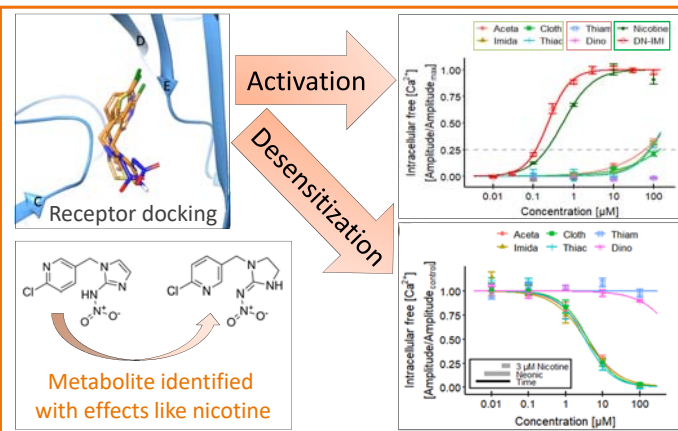 D
E
C
Receptor docking
Activation
Desensitization
Cl
N
N
N
HN
N+
O
O-
Cl
N
N
N
NH
N+
O
O-
Metabolite identified
with effects like nicotine
Aceta Cloth Thiam Nicotine
Imida Thiac Dino DN-IMI
Intracellular free [Ca2+]
[Amplitude/Amplitude max]
1.00
0.75
0.50
0.25
0.00
0.01 0.1 1 10 100
Concentration [µM]
Aceta Cloth Thiam
Imida Thiac Dino
Intracellular free [Ca2+]
[Amplitude/Amplitude control]
1.00
0.75
0.50
0.25
0.00
3 µM Nicotine
Neonic
Time
0.01 0.1 1 10 100
Concentration [µM]